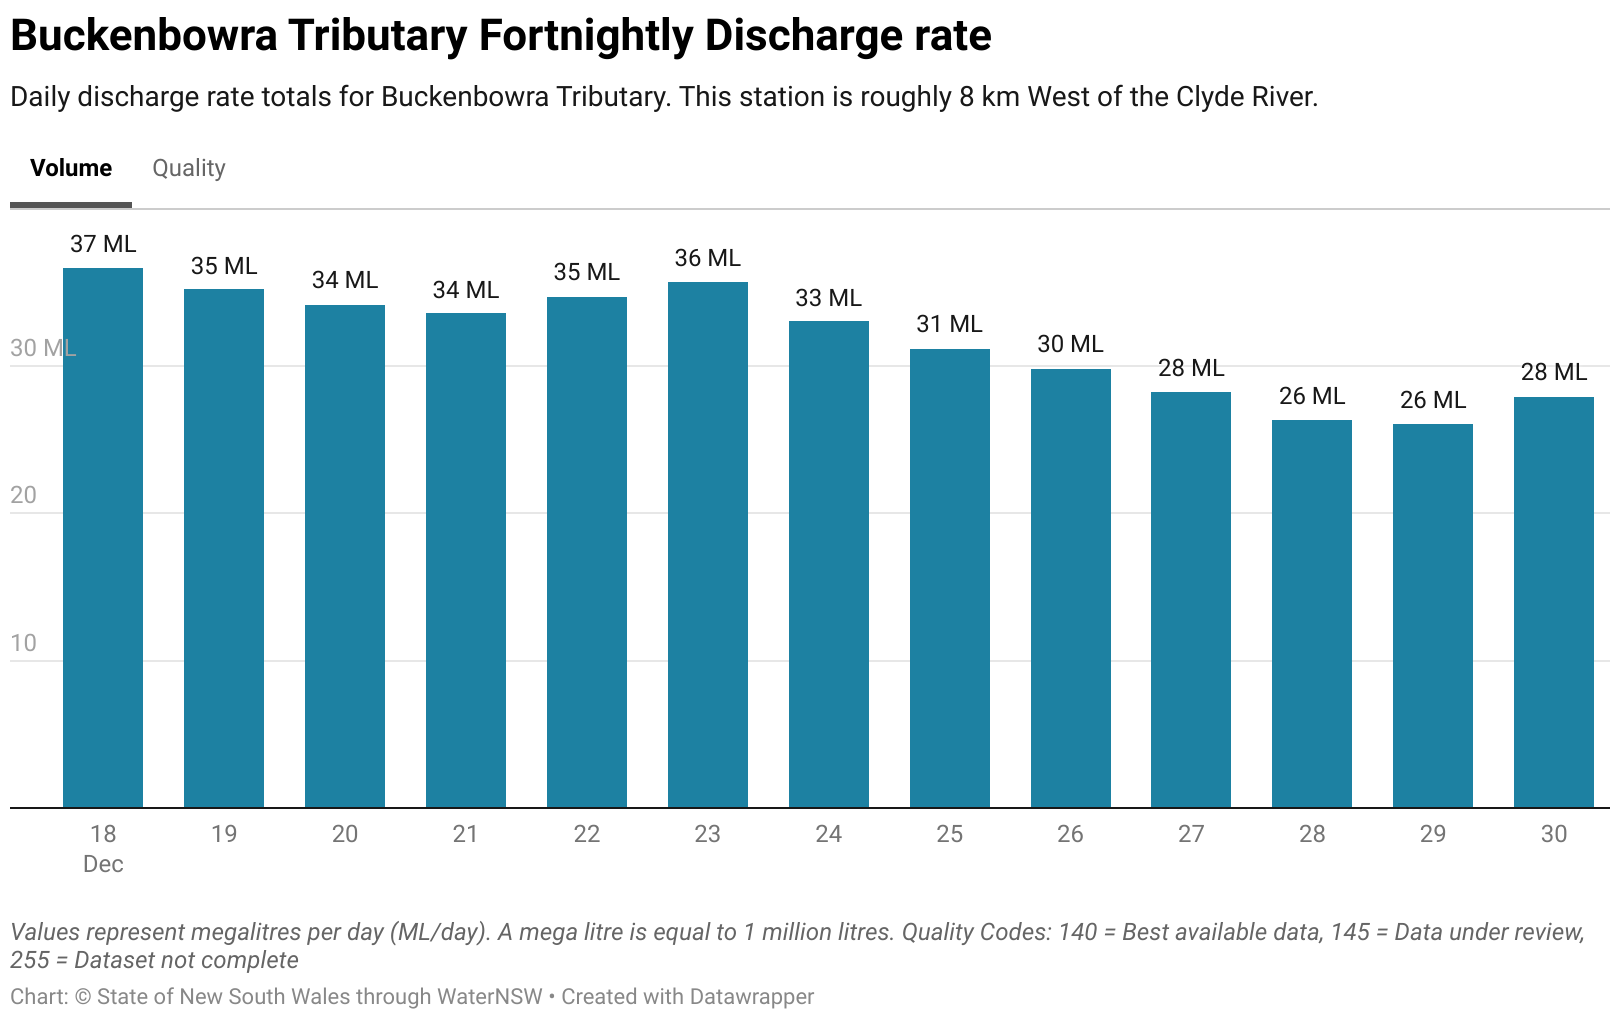 Buckenbowra Tributary Fortnightly Discharge rate
Daily discharge rate totals for Buckenbowra Tributary. This station is roughly 8 km West of the Clyde River.
Volume Quality
37 ML
35 ML
34 ML
34 ML
35 ML
36 ML
33 ML
31 ML
30 ML
28 ML
26 ML
26 ML
28 ML
30 ML
20
10
18 19 20 21 22 23 24 25 26 27 28 29 30
Dec
Values represent megalitres per day (ML/day). A mega litre is equal to 1 million litres. Quality Codes: 140 = Best available data, 145 = Data under review,
255 = Dataset not complete
Chart: © State of New South Wales through WaterNSW • Created with Datawrapper